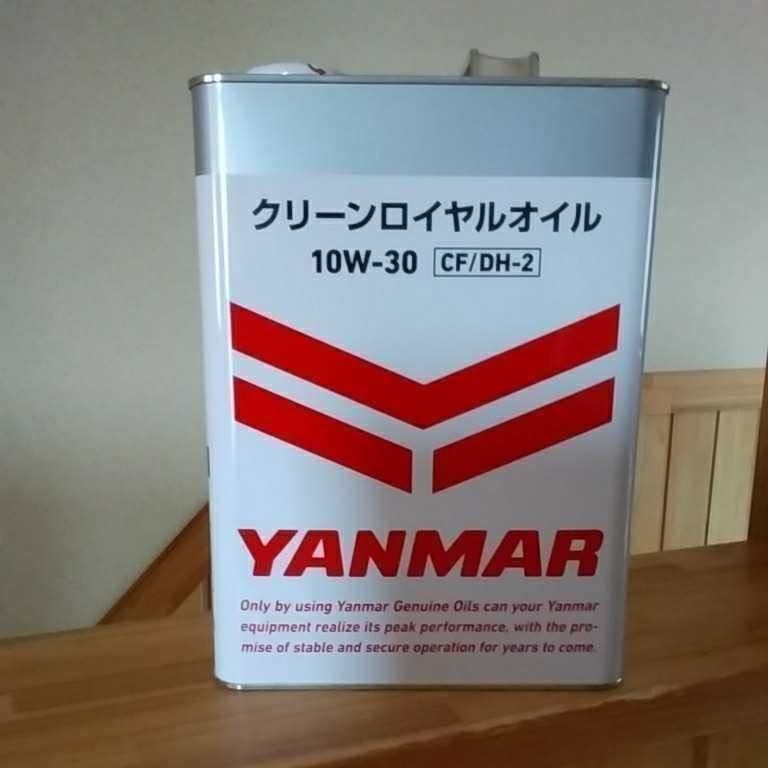 クリーンロイヤルオイル
10W-30 CF/DH-2
YANMAR
Only by using Yanmar Genuine Oils can your Yanmar
equipment realize its peak performance, with the pro-
mise of stable and secure operation for years to come.